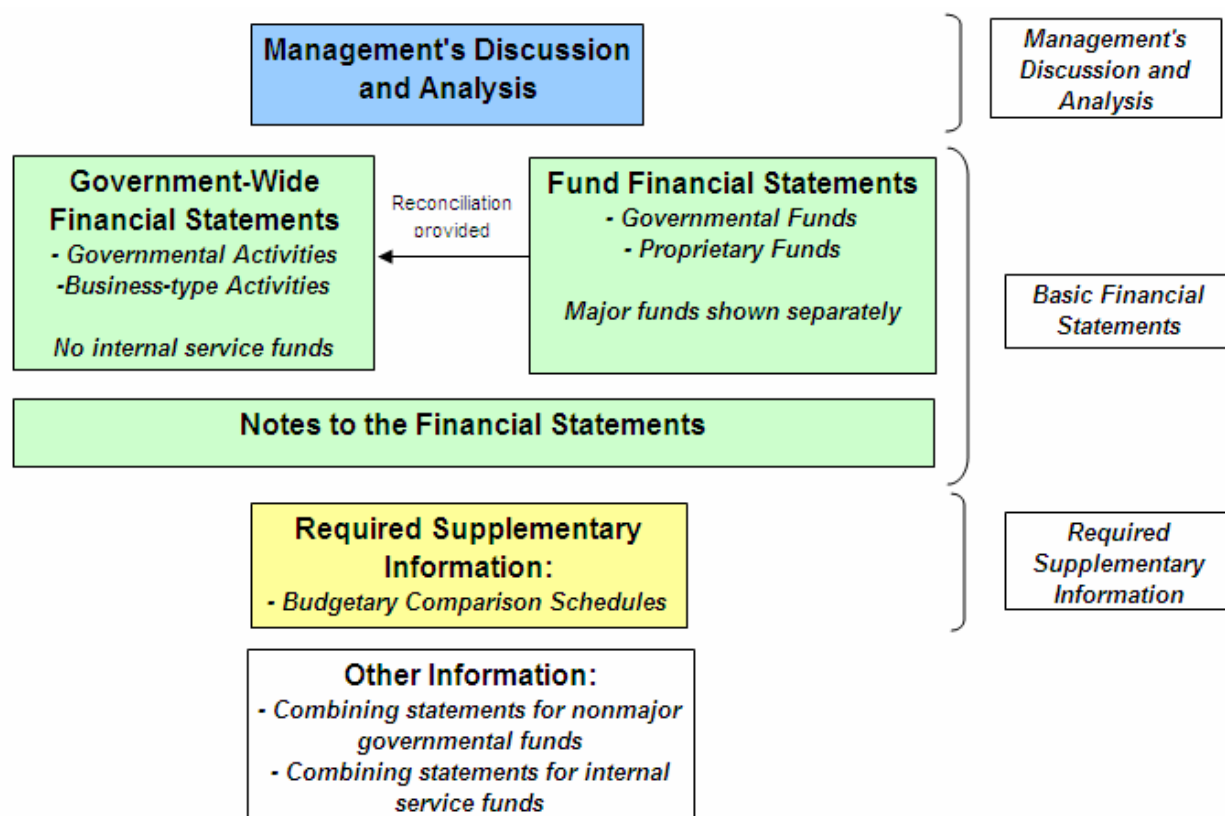 Management's Discussion
and Analysis
Management's
Discussion and
Analysis
Government-Wide
Financial Statements
- Governmental Activities
-Business-type Activities
No internal service funds
Reconciliation
provided
Fund Financial Statements
- Governmental Funds
- Proprietary Funds
Major funds shown separately
Basic Financial
Statements
Notes to the Financial Statements
Required Supplementary
Information:
- Budgetary Comparison Schedules
Required
Supplementary
Information
Other Information:
- Combining statements for nonmajor
governmental funds
- Combining statements for internal
service funds